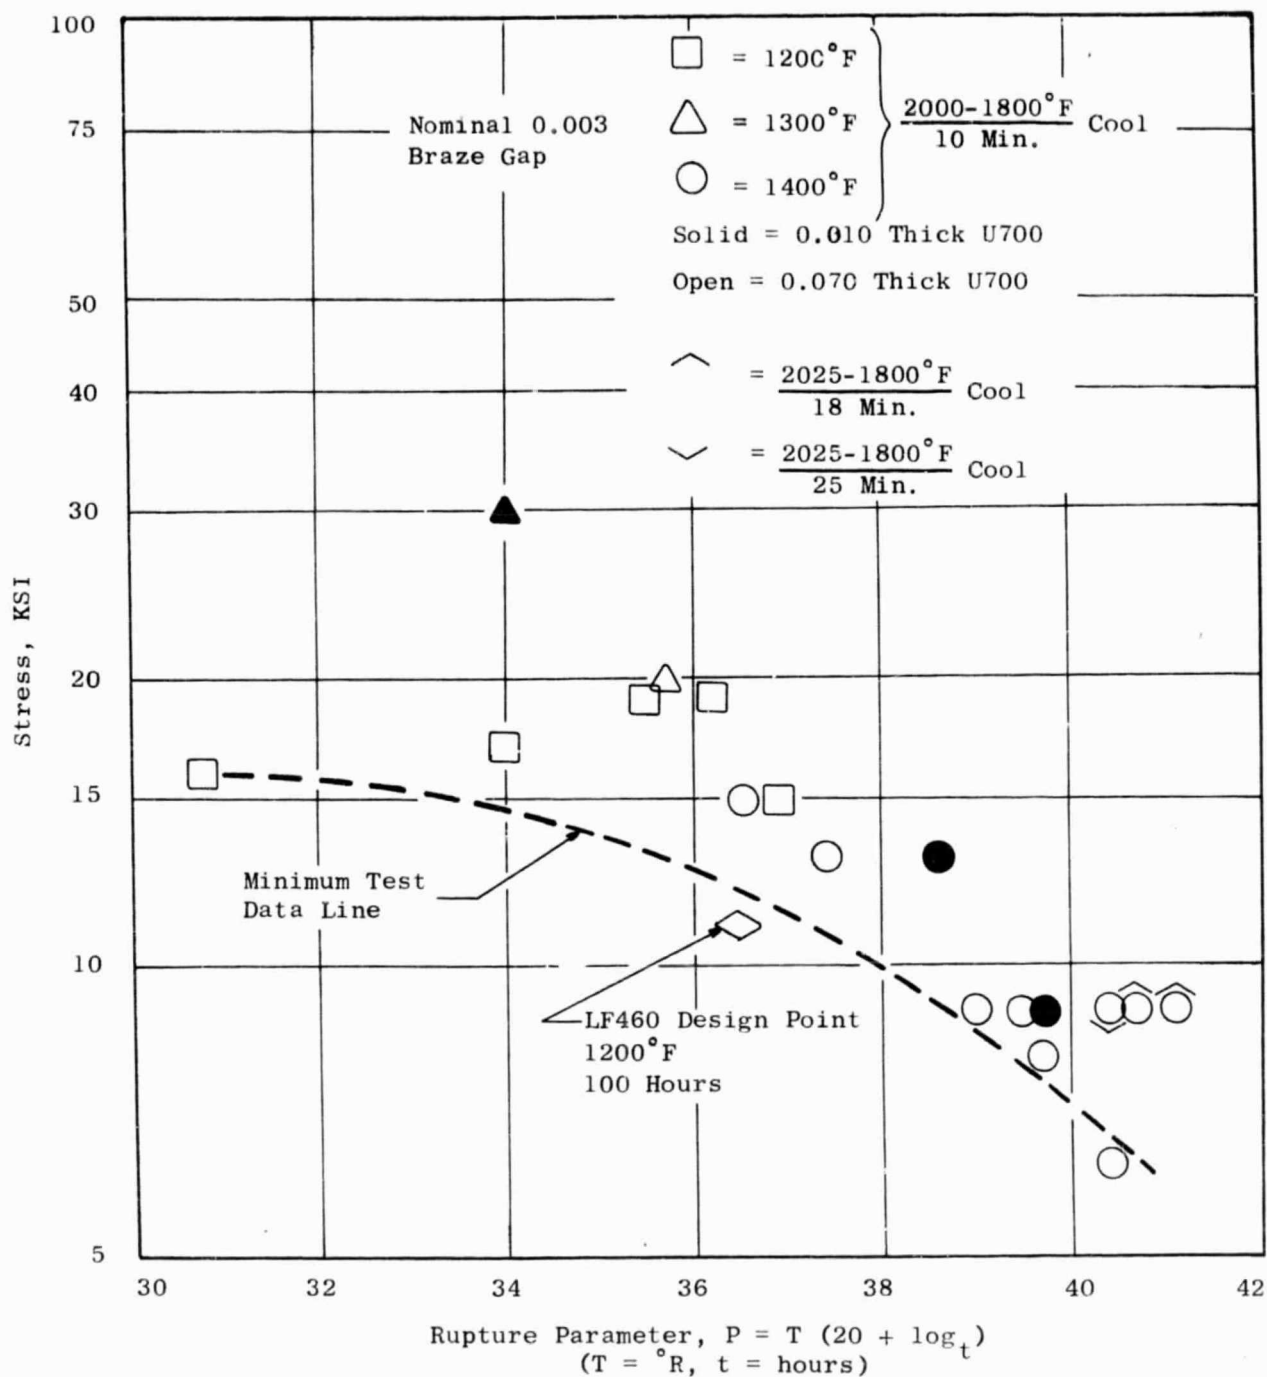 100
75
50
40
30
20
15
10
5
Stress, KSI
Nominal 0.003
Braze Gap
= 120C°F
= 1300°F
= 1400°F
2000-1800°F
10 Min.
Cool
Solid = 0.010 Thick U700
Open = 0.070 Thick U700
= 2025-1800°F
18 Min.
Cool
= 2025-1800°F
25 Min.
Cool
Minimum Test
Data Line
LF460 Design Point
1200°F
100 Hours
30 32 34 36 38 40 42
Rupture Parameter, P = T (20 + log_t)
(T = °R, t = hours)